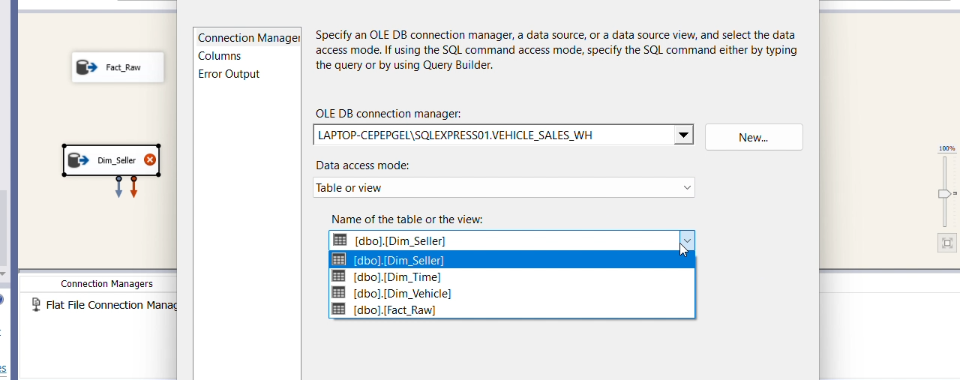 Fact_Raw
Dim_Seller
Connection Managers
Flat File Connection Manag
Connection Manager
Columns
Error Output
Specify an OLE DB connection manager, a data source, or a data source view, and select the data
access mode. If using the SQL command access mode, specify the SQL command either by typing
the query or by using Query Builder.
OLE DB connection manager:
LAPTOP-CEPEPGEL\SQLEXPRESS01.VEHICLE_SALES_WH
New...
Data access mode:
Table or view
Name of the table or the view:
[dbo].[Dim_Seller]
[dbo].[Dim_Seller]
[dbo].[Dim_Time]
[dbo].[Dim_Vehicle]
[dbo].[Fact_Raw]
100%